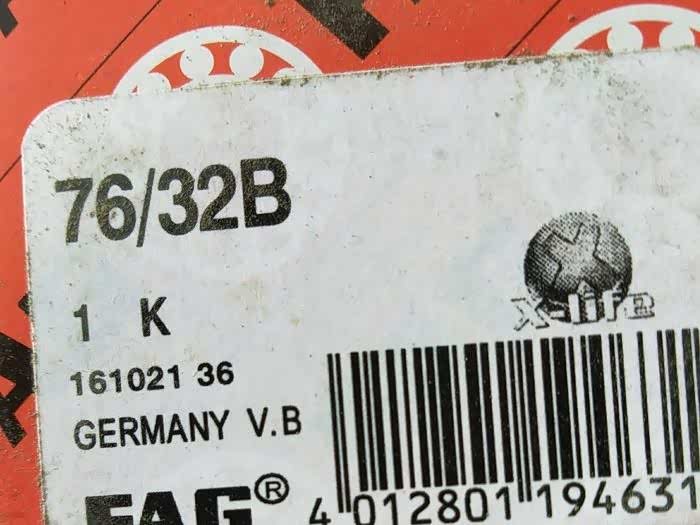 76/32B
X-life
1 K
161021 36
GERMANY V.B
FAG®
4 012801 194631